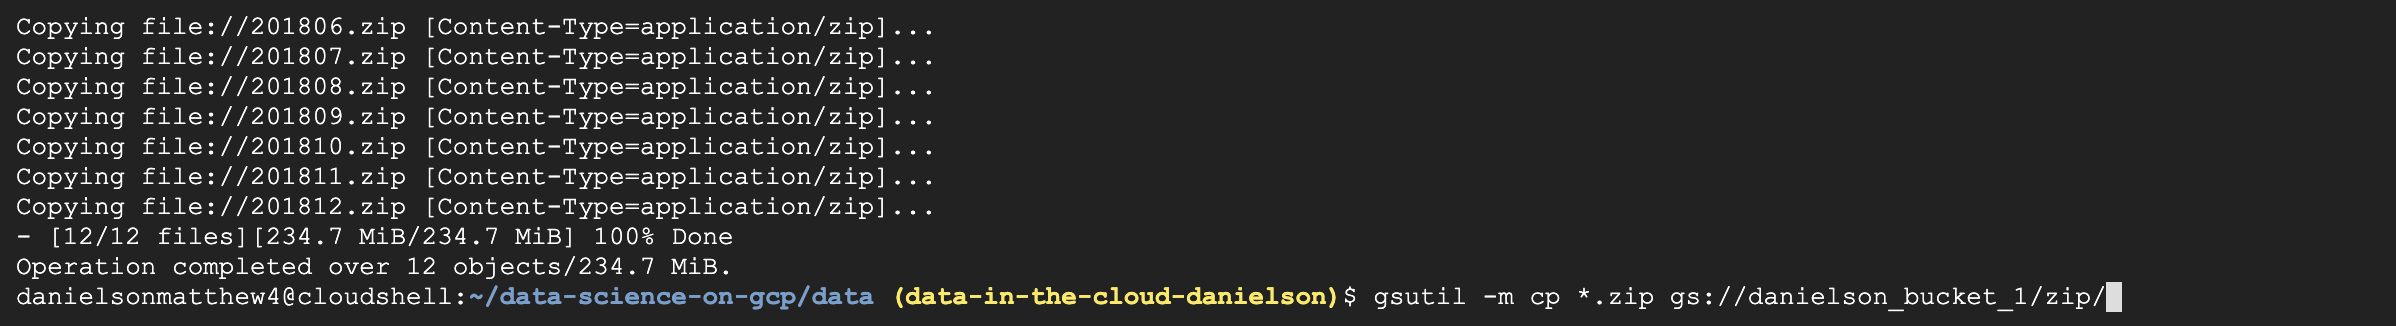 Copying file://201806.zip [Content-Type=application/zip]...
Copying file://201807.zip [Content-Type=application/zip]...
Copying file://201808.zip [Content-Type=application/zip]...
Copying file://201809.zip [Content-Type=application/zip]...
Copying file://201810.zip [Content-Type=application/zip]...
Copying file://201811.zip [Content-Type=application/zip]...
Copying file://201812.zip [Content-Type=application/zip]...
- [12/12 files][234.7 MiB/234.7 MiB] 100% Done
Operation completed over 12 objects/234.7 MiB.
danielsonmatthew4@cloudshell:~/data-science-on-gcp/data (data-in-the-cloud-danielson)$ gsutil -m cp *.zip gs://danielson_bucket_1/zip/